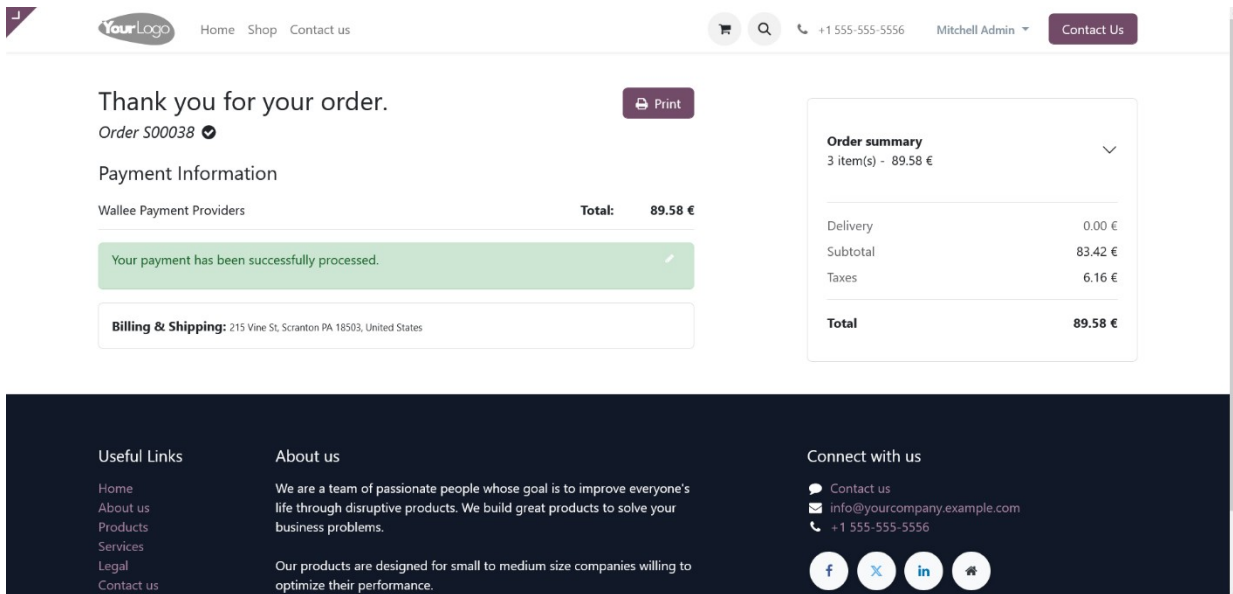 YourLogo Home Shop Contact us +1 555-555-5556 Mitchell Admin Contact Us
Thank you for your order. Print
Order S00038
Payment Information
Wallee Payment Providers Total: 89.58 €
Your payment has been successfully processed.
Billing & Shipping: 215 Vine St, Scranton PA 18503, United States
Order summary
3 item(s) - 89.58 €
Delivery 0.00 €
Subtotal 83.42 €
Taxes 6.16 €
Total 89.58 €
Useful Links
Home
About us
Products
Services
Legal
Contact us
About us
We are a team of passionate people whose goal is to improve everyone's
life through disruptive products. We build great products to solve your
business problems.
Our products are designed for small to medium size companies willing to
optimize their performance.
Connect with us
Contact us
info@yourcompany.example.com
+1 555-555-5556